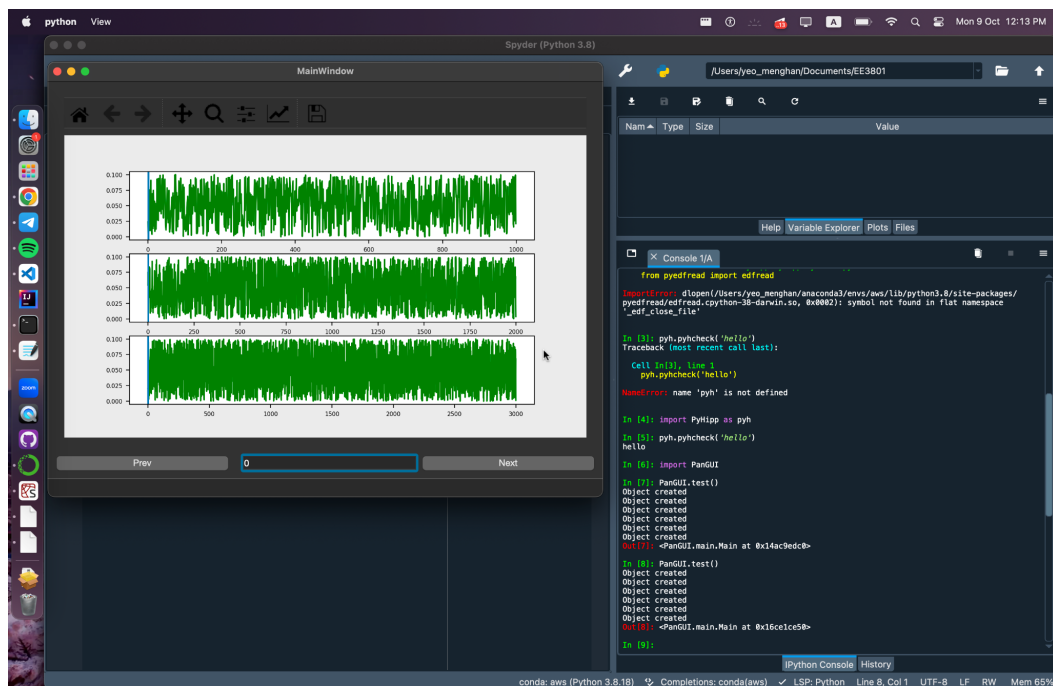 python View
13
A
Mon 9 Oct 12:13 PM
Spyder (Python 3.8)
MainWindow
/Users/yeo_menghan/Documents/EE3801
Nam Type Size Value
0.100
0.075
0.050
0.025
0.000
0 200 400 600 800 1000
0.100
0.075
0.050
0.025
0.000
0 250 500 750 1000 1250 1500 1750 2000
0.100
0.075
0.050
0.025
0.000
0 500 1000 1500 2000 2500 3000
Prev
0
Next
Help Variable Explorer Plots Files
Console 1/A
from pyedfread import edfread
ImportError: dlopen(/Users/yeo_menghan/anaconda3/envs/aws/lib/python3.8/site-packages/
pyedfread/edfread.cpython-38-darwin.so, 0x0002): symbol not found in flat namespace
'_edf_close_file'
In [3]: pyh.pyhcheck('hello')
Traceback (most recent call last):
Cell In[3], line 1
pyh.pyhcheck('hello')
NameError: name 'pyh' is not defined
In [4]: import PyHipp as pyh
In [5]: pyh.pyhcheck('hello')
hello
In [6]: import PanGUI
In [7]: PanGUI.test()
Object created
Object created
Object created
Object created
Object created
Object created
Out[7]: <PanGUI.main.Main at 0x14ac9edc0>
In [8]: PanGUI.test()
Object created
Object created
Object created
Object created
Object created
Object created
Out[8]: <PanGUI.main.Main at 0x16ce1ce50>
In [9]:
IPython Console History
conda: aws (Python 3.8.18) Completions: conda(aws) LSP: Python Line 8, Col 1 UTF-8 LF RW Mem 65%
zoom